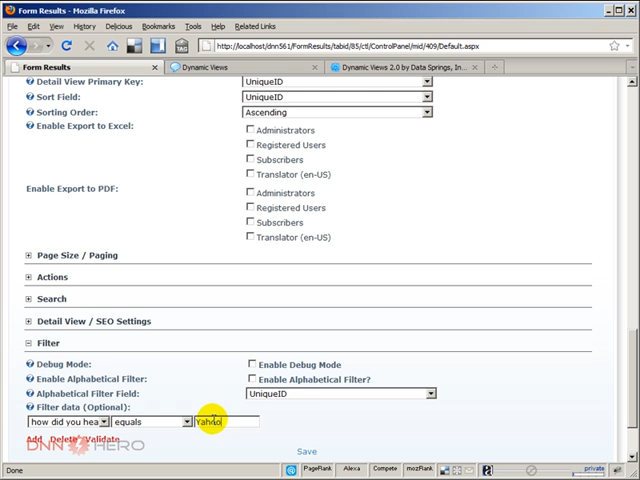 Form Results - Mozilla Firefox
File Edit View History Delicious Bookmarks Tools Help Related Links
TAG http://localhost/dnn561/FormResults/tabid/85/ctl/ControlPanel/mid/409/Default.aspx
Form Results Dynamic Views Dynamic Views 2.0 by Data Springs, In...
Detail View Primary Key: UniqueID
Sort Field: UniqueID
Sorting Order: Ascending
Enable Export to Excel: Administrators
Registered Users
Subscribers
Translator (en-US)
Enable Export to PDF: Administrators
Registered Users
Subscribers
Translator (en-US)
Page Size / Paging
Actions
Search
Detail View / SEO Settings
Filter
Debug Mode: Enable Debug Mode
Enable Alphabetical Filter: Enable Alphabetical Filter?
Alphabetical Filter Field: UniqueID
Filter data (Optional):
how did you hea equals Yahoo
Add Delete Validate
DNN HERO
Save
Done PageRank Alexa Compete mozRank private